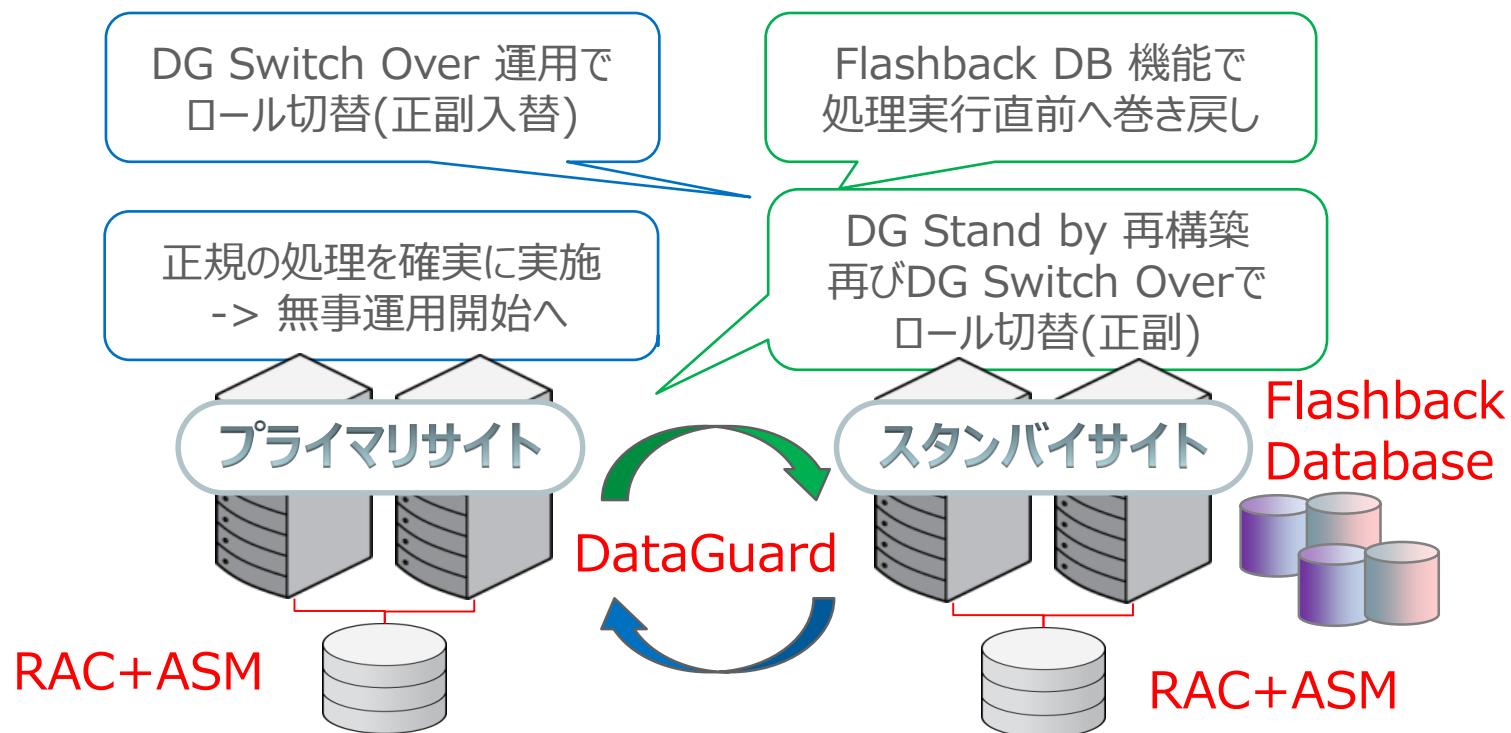 DG Switch Over 運用で
ロール切替(正副入替)
Flashback DB 機能で
処理実行直前へ巻き戻し
正規の処理を確実に実施
-> 無事運用開始へ
DG Stand by 再構築
再びDG Switch Overで
ロール切替(正副)
プライマリサイト
スタンバイサイト
Flashback
Database
DataGuard
RAC+ASM
RAC+ASM